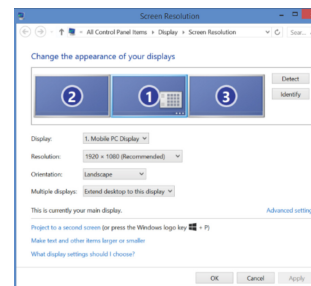 Screen Resolution
All Control Panel Items Display Screen Resolution
Sear...
Change the appearance of your displays
2
1
3
Detect
Identify
Display: 1. Mobile PC Display
Resolution: 1920 × 1080 (Recommended)
Orientation: Landscape
Multiple displays: Extend desktop to this display
This is currently your main display.
Advanced setting
Project to a second screen (or press the Windows logo key + P)
Make text and other items larger or smaller
What display settings should I choose?
OK
Cancel
Apply